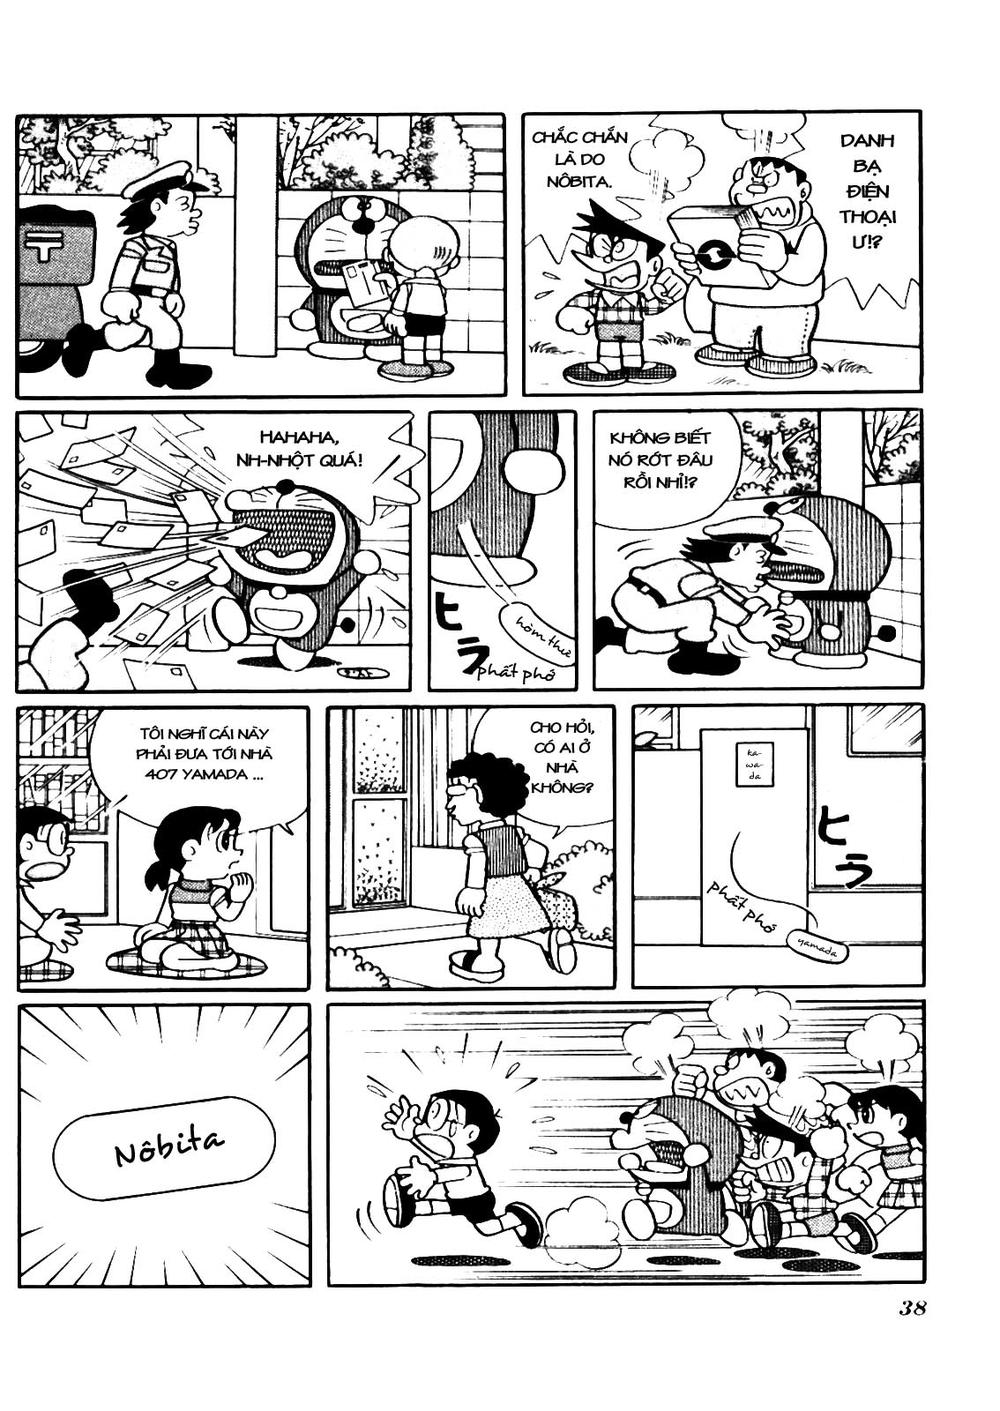 CHẮC CHẮN
LÀ DO
NÔBITA.
DANH
BẠ
ĐIỆN
THOẠI
Ư!?
HAHAHA,
NH-NHỘT QUÁ!
ヒラ
hòm thư
phất phơ
KHÔNG BIẾT
NÓ RỚT ĐÂU
RỒI NHỈ!?
TÔI NGHĨ CÁI NÀY
PHẢI ĐƯA TỚI NHÀ
407 YAMADA ...
CHO HỎI,
CÓ AI Ở
NHÀ
KHÔNG?
ka-
wa-
da
ヒラ
phất phơ
yamada
Nôbita
38